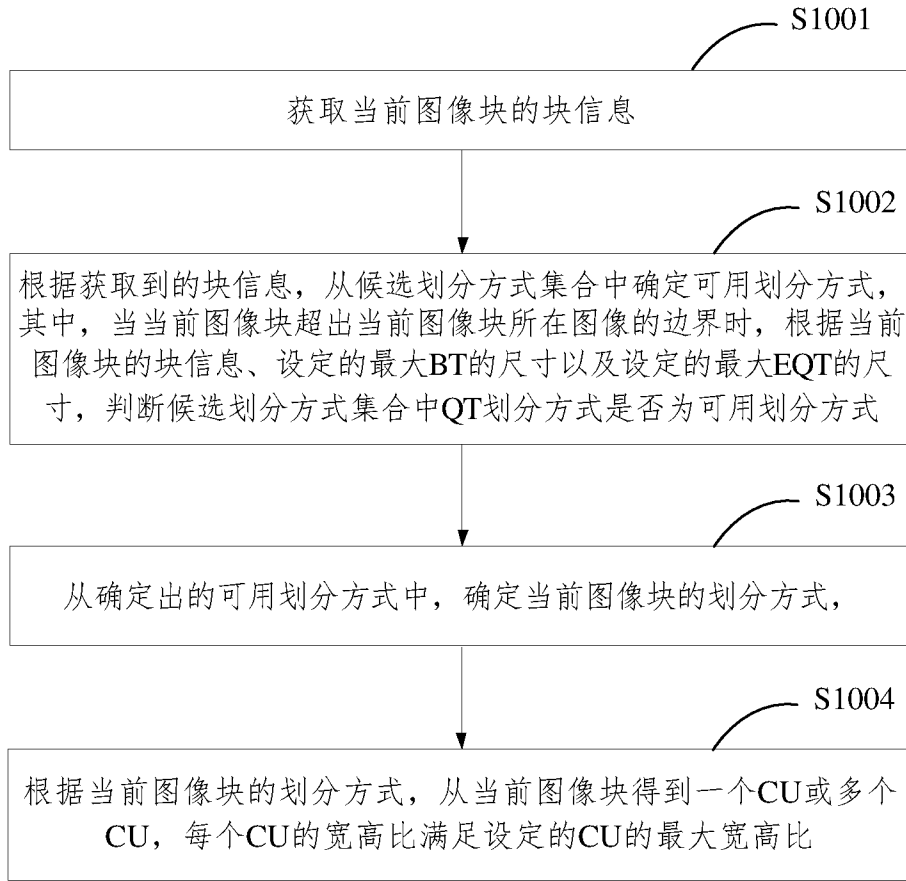 S1001
获取当前图像块的块信息
S1002
根据获取到的块信息，从候选划分方式集合中确定可用划分方式，
其中，当当前图像块超出当前图像块所在图像的边界时，根据当前
图像块的块信息、设定的最大BT的尺寸以及设定的最大EQT的尺
寸，判断候选划分方式集合中QT划分方式是否为可用划分方式
S1003
从确定出的可用划分方式中，确定当前图像块的划分方式，
S1004
根据当前图像块的划分方式，从当前图像块得到一个CU或多个
CU，每个CU的宽高比满足设定的CU的最大宽高比